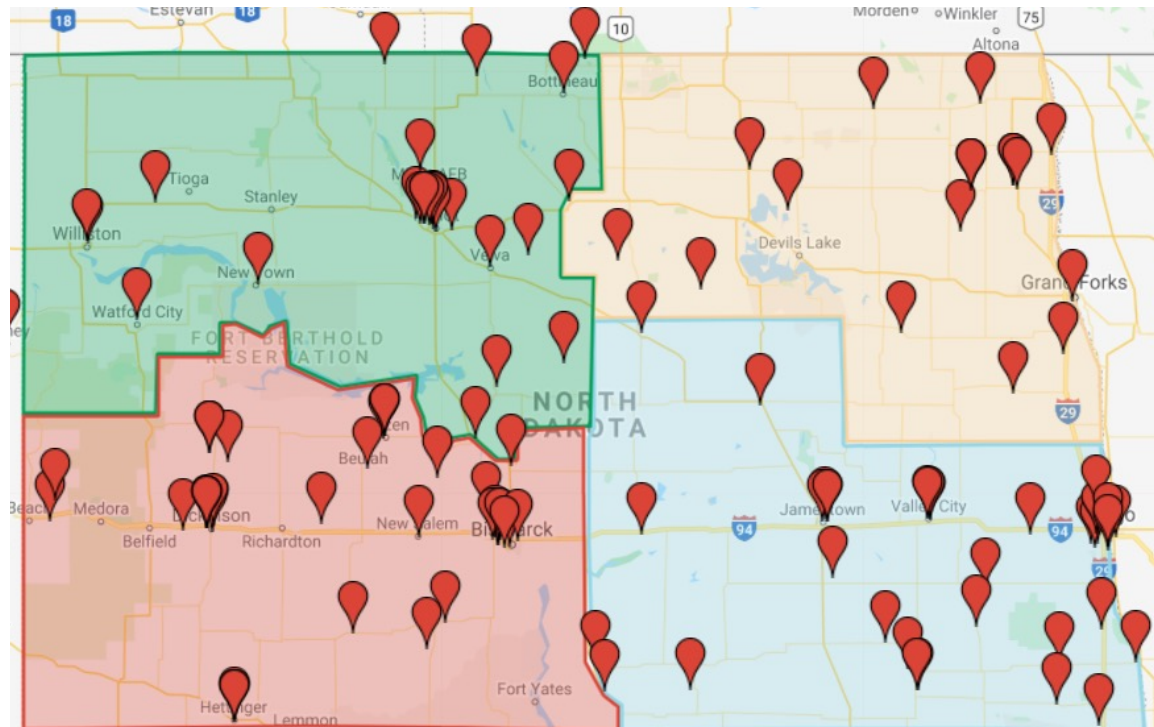 Estevan
18
18
10
Morden
Winkler
75
Altona
Bottineau
AFB
Tioga
Stanley
Williston
29
Velva
Devils Lake
New Town
Grand Forks
Watford City
FORT BERTHOLD
RESERVATION
NORTH
DAKOTA
29
Beulah
Medora
Dickinson
New Salem
Jamestown
Valley City
Belfield
Richardton
Bismarck
94
94
29
Fort Yates
Hettinger
Lemmon